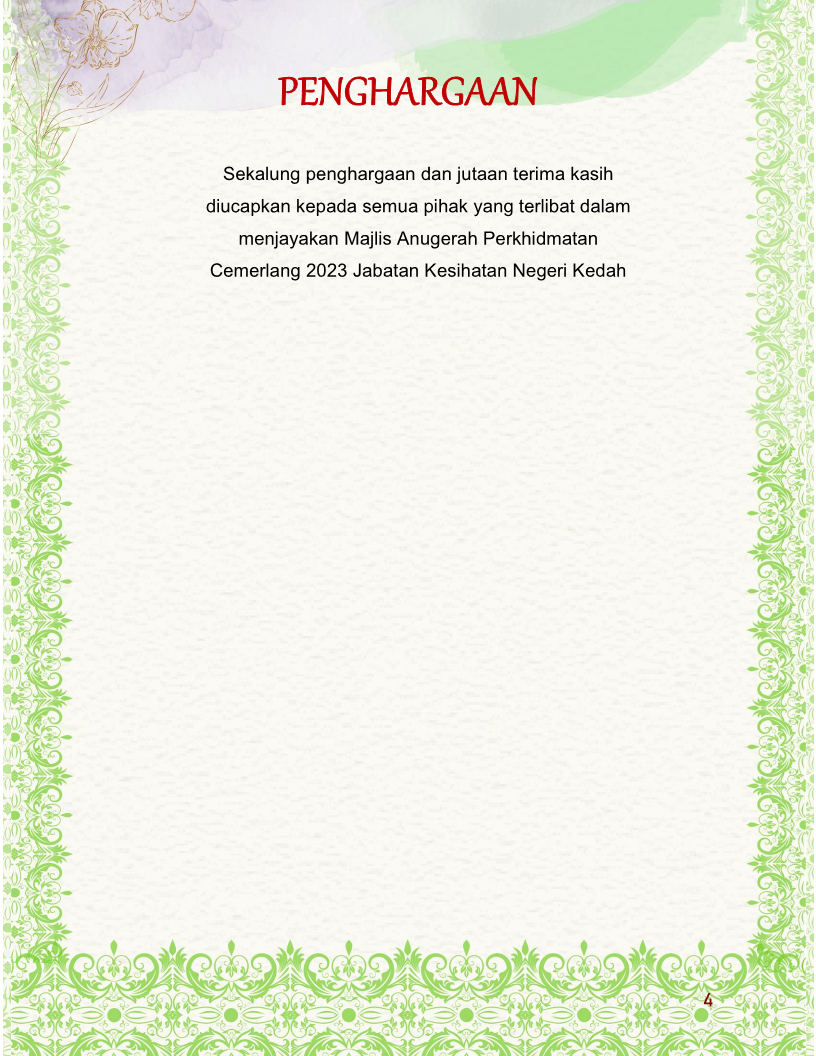 PENGHARGAAN
Sekalung penghargaan dan jutaan terima kasih
diucapkan kepada semua pihak yang terlibat dalam
menjayakan Majlis Anugerah Perkhidmatan
Cemerlang 2023 Jabatan Kesihatan Negeri Kedah
4